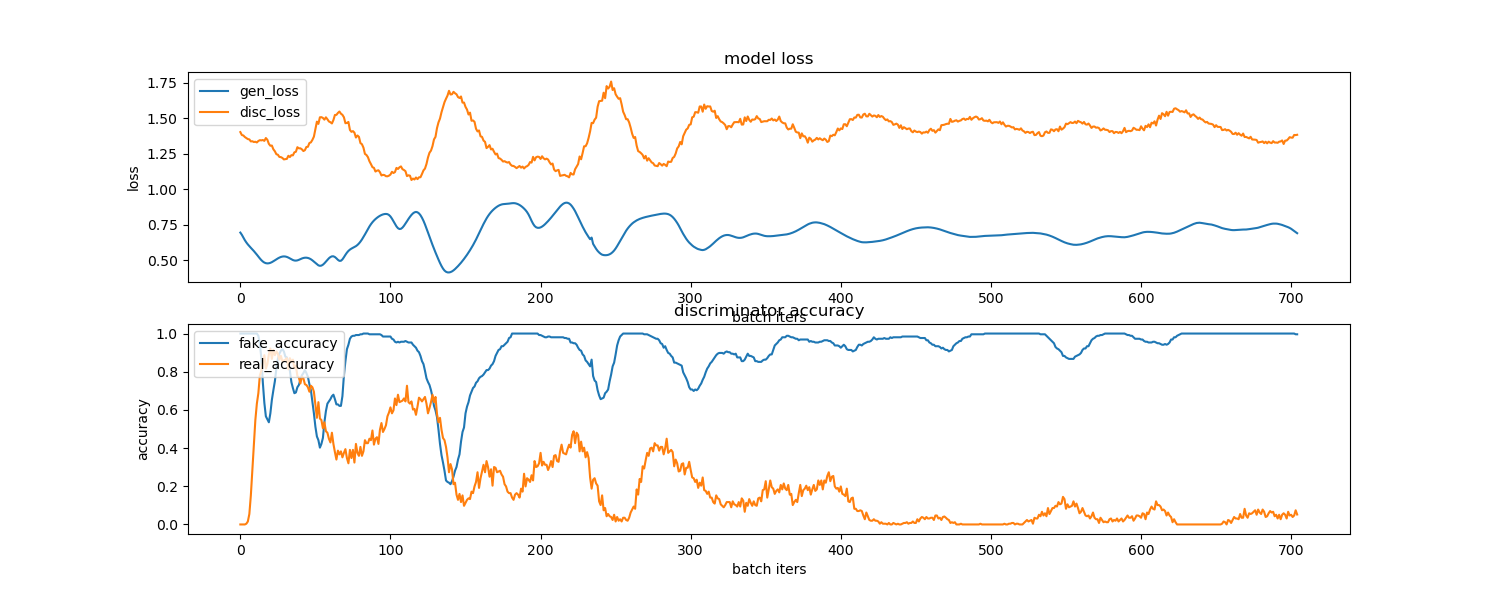 model loss
gen_loss
disc_loss
loss
1.75
1.50
1.25
1.00
0.75
0.50
0 100 200 300 400 500 600 700
batch iters
discriminator accuracy
fake_accuracy
real_accuracy
accuracy
1.0
0.8
0.6
0.4
0.2
0.0
0 100 200 300 400 500 600 700
batch iters